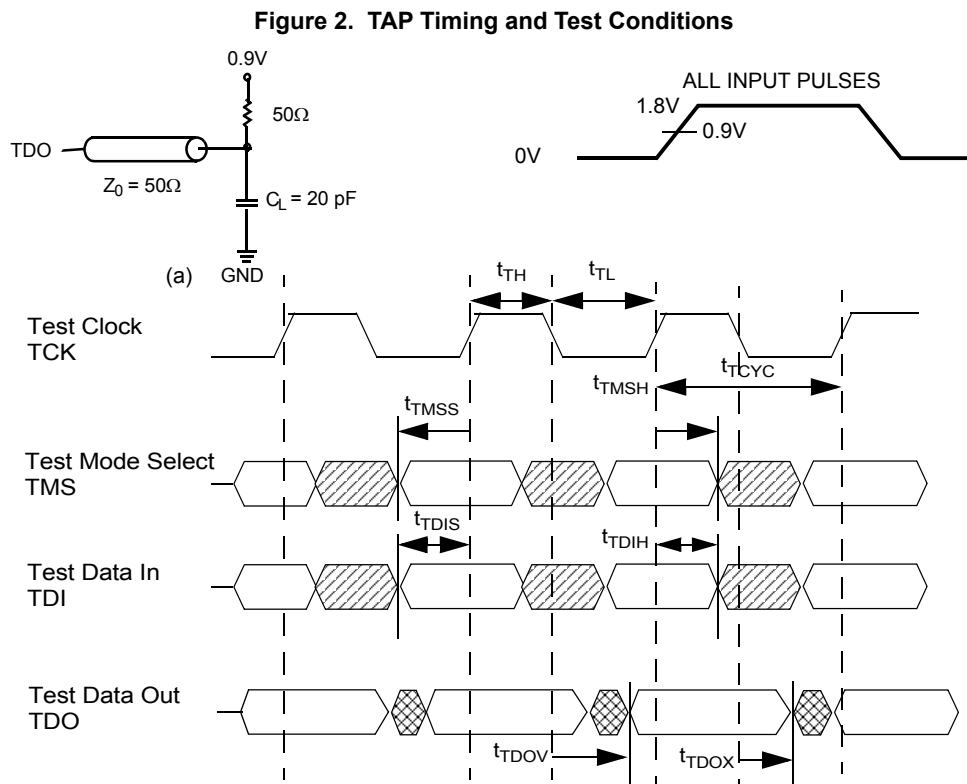 Figure 2. TAP Timing and Test Conditions
0.9V
50Ω
TDO
Z0 = 50Ω
CL = 20 pF
(a)
GND
ALL INPUT PULSES
1.8V
0.9V
0V
tTH
tTL
Test Clock
TCK
tTMSH
tTCYC
tTMSS
Test Mode Select
TMS
tTDIS
tTDIH
Test Data In
TDI
Test Data Out
TDO
tTDOV
tTDOX